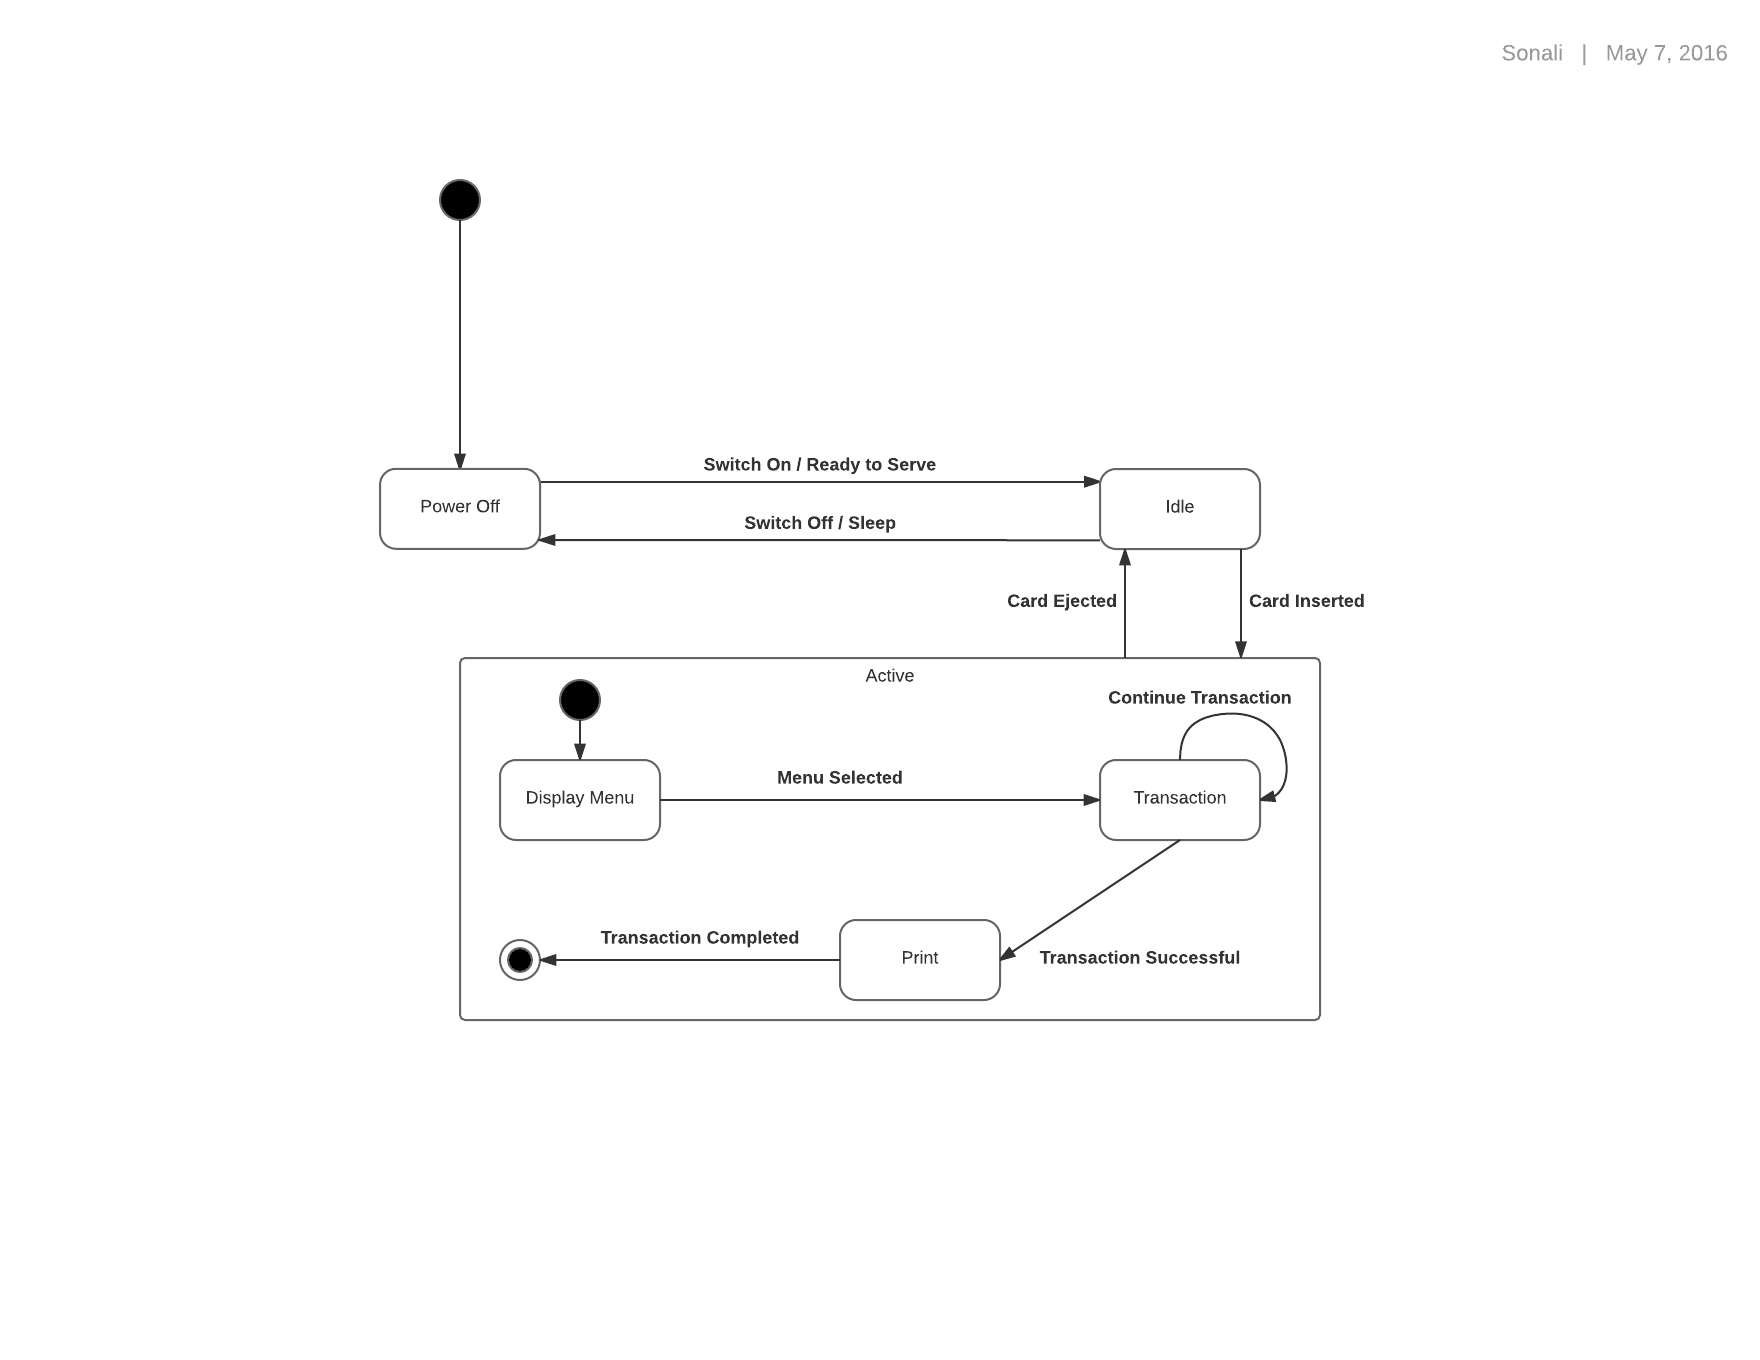 Sonali | May 7, 2016
Switch On / Ready to Serve
Power Off
Idle
Switch Off / Sleep
Card Ejected
Card Inserted
Active
Continue Transaction
Menu Selected
Display Menu
Transaction
Transaction Completed
Print
Transaction Successful